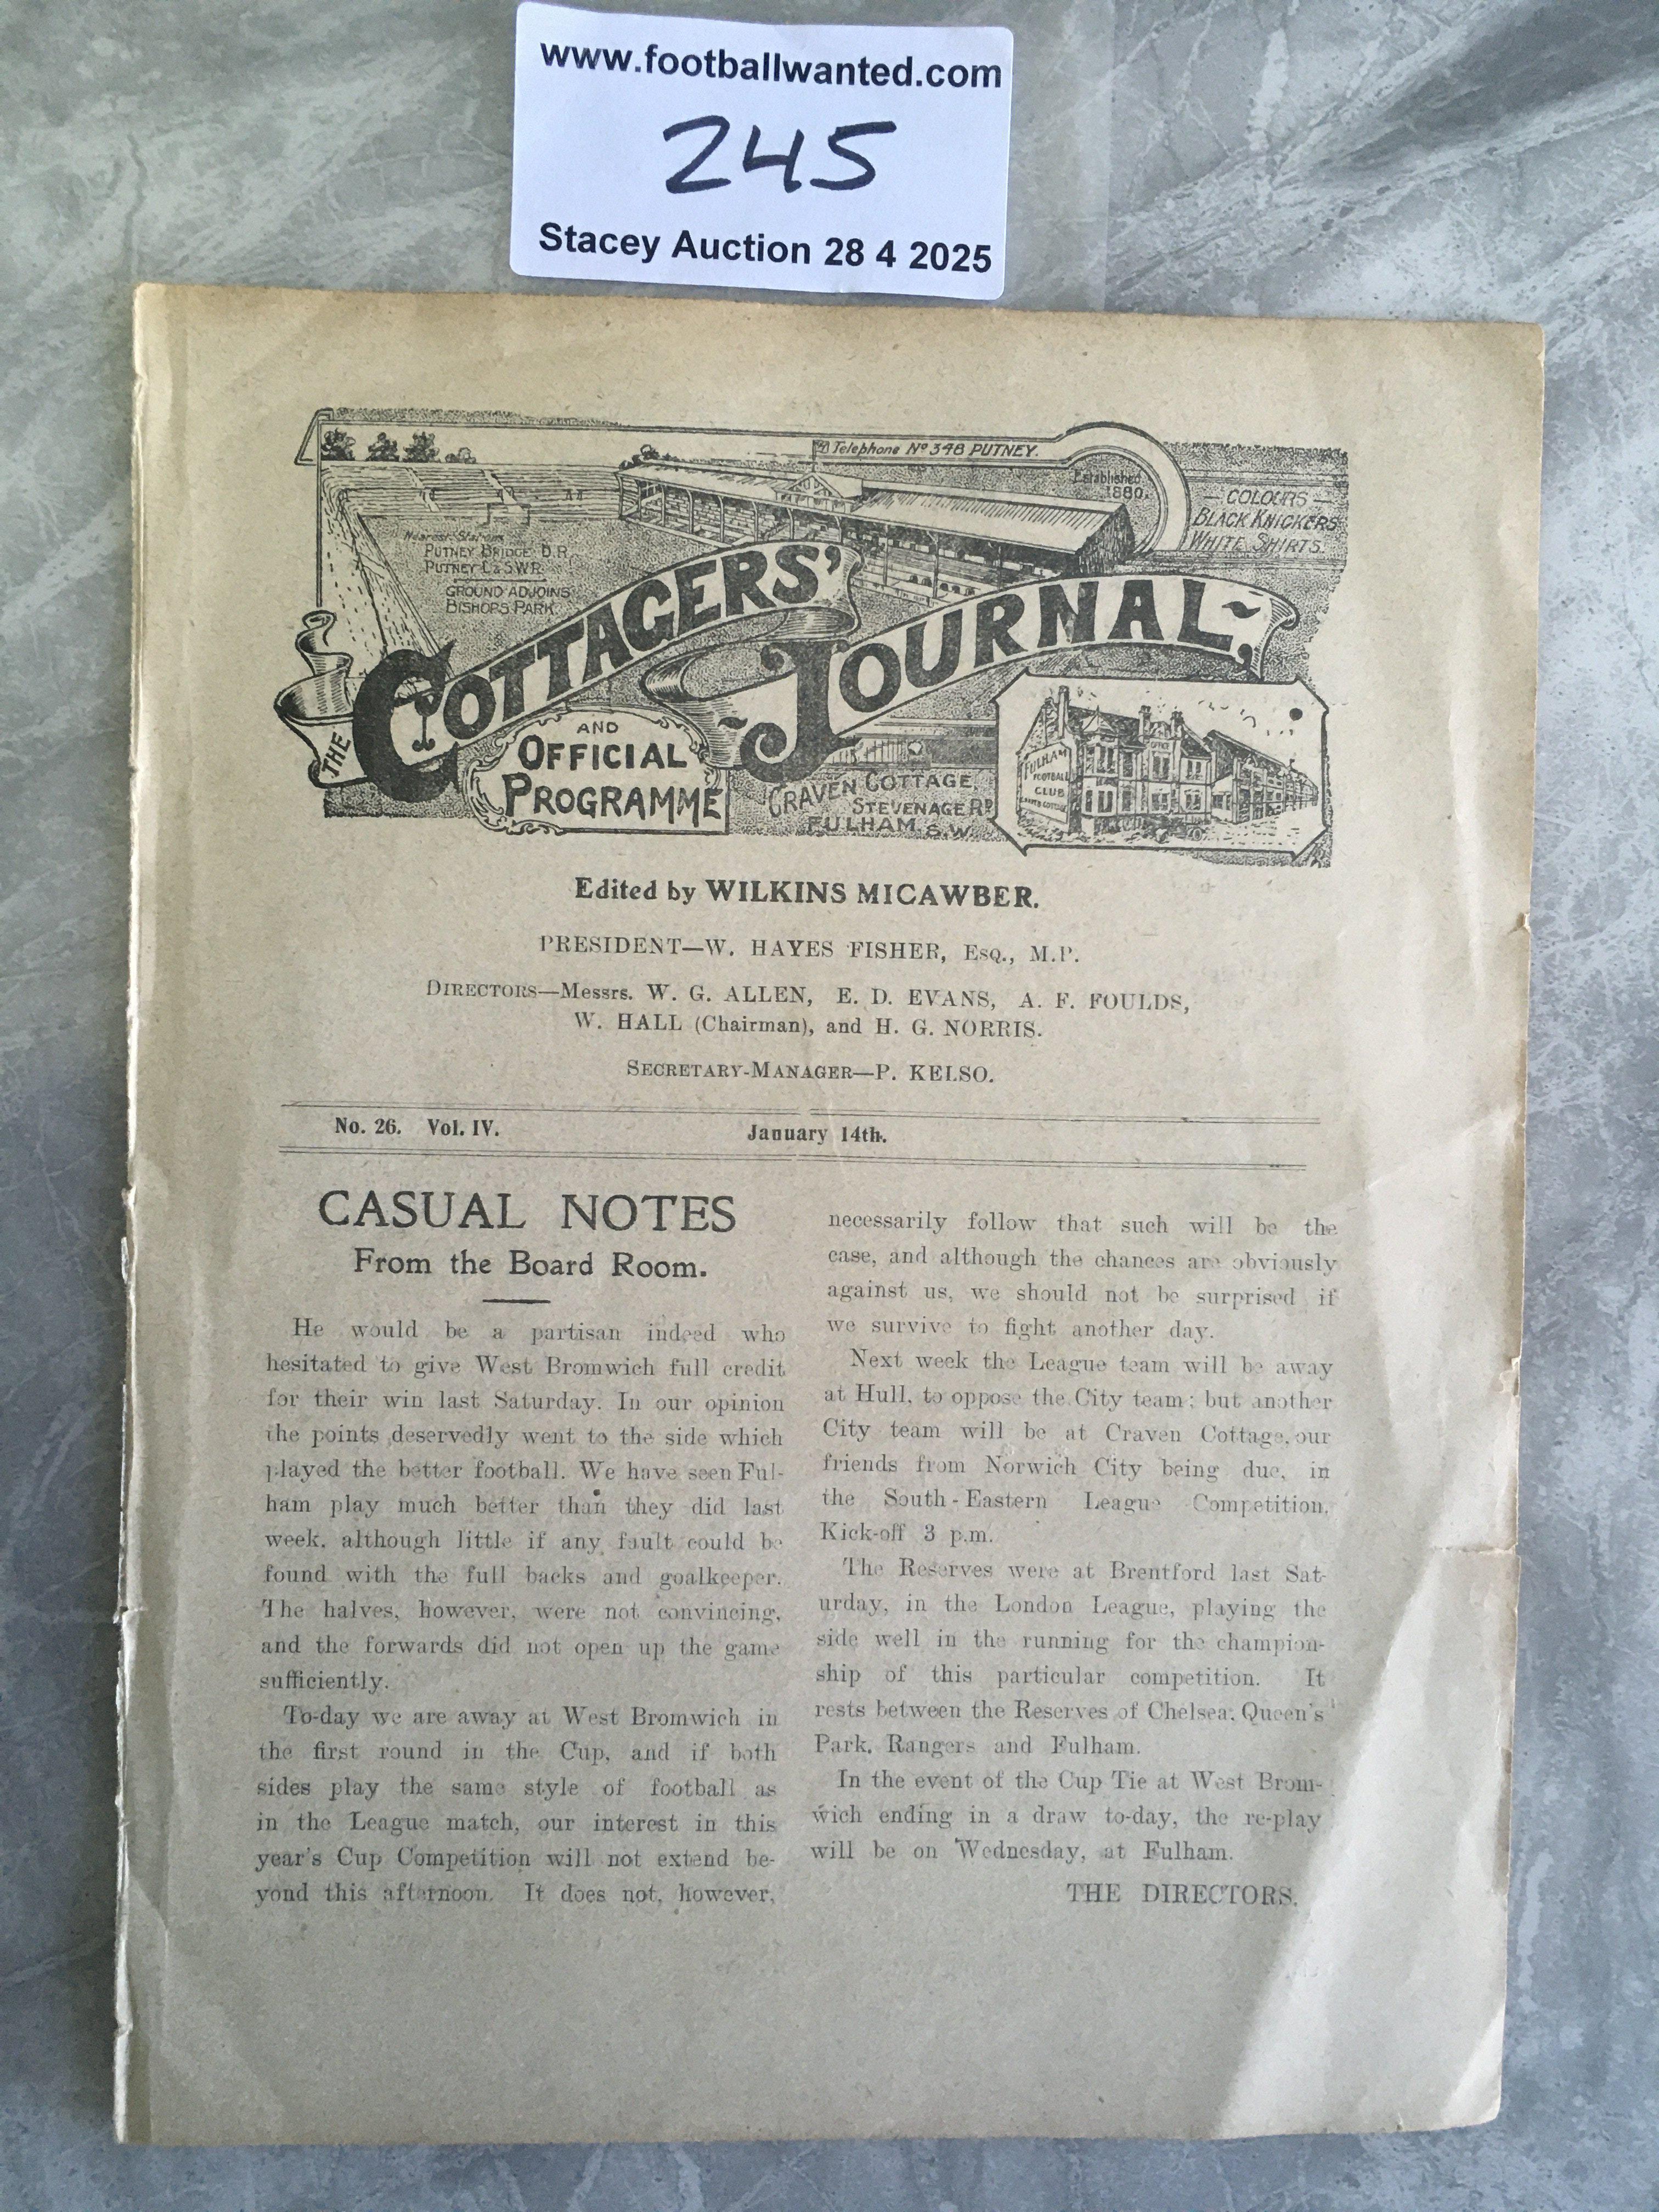 www.footballwanted.com
245
Stacey Auction 28 4 2025
Telephone No 348 PUTNEY.
Established
1880.
— COLOURS —
BLACK KNICKERS
WHITE SHIRTS.
Nearest Stations
PUTNEY BRIDGE D.R.
PUTNEY L & S.W.R.
GROUND ADJOINS
BISHOPS PARK
THE COTTAGERS' JOURNAL,
AND
OFFICIAL
PROGRAMME
CRAVEN COTTAGE,
STEVENAGE RD
FULHAM S.W.
FULHAM
FOOTBALL
CLUB
Edited by WILKINS MICAWBER.
PRESIDENT—W. HAYES FISHER, ESQ., M.P.
DIRECTORS—Messrs. W. G. ALLEN, E. D. EVANS, A. F. FOULDS,
W. HALL (Chairman), and H. G. NORRIS.
SECRETARY-MANAGER—P. KELSO.
No. 26. Vol. IV. January 14th.
CASUAL NOTES
From the Board Room.
He would be a partisan indeed who
hesitated to give West Bromwich full credit
for their win last Saturday. In our opinion
the points deservedly went to the side which
played the better football. We have seen Ful-
ham play much better than they did last
week, although little if any fault could be
found with the full backs and goalkeeper.
The halves, however, were not convincing,
and the forwards did not open up the game
sufficiently.
To-day we are away at West Bromwich in
the first round in the Cup, and if both
sides play the same style of football as
in the League match, our interest in this
year's Cup Competition will not extend be-
yond this afternoon. It does not, however,
necessarily follow that such will be the
case, and although the chances are obviously
against us, we should not be surprised if
we survive to fight another day.
Next week the League team will be away
at Hull, to oppose the City team; but another
City team will be at Craven Cottage, our
friends from Norwich City being due, in
the South-Eastern League Competition.
Kick-off 3 p.m.
The Reserves were at Brentford last Sat-
urday, in the London League, playing the
side well in the running for the champion-
ship of this particular competition. It
rests between the Reserves of Chelsea, Queen's
Park, Rangers and Fulham.
In the event of the Cup Tie at West Brom-
wich ending in a draw to-day, the re-play
will be on Wednesday, at Fulham.
THE DIRECTORS.